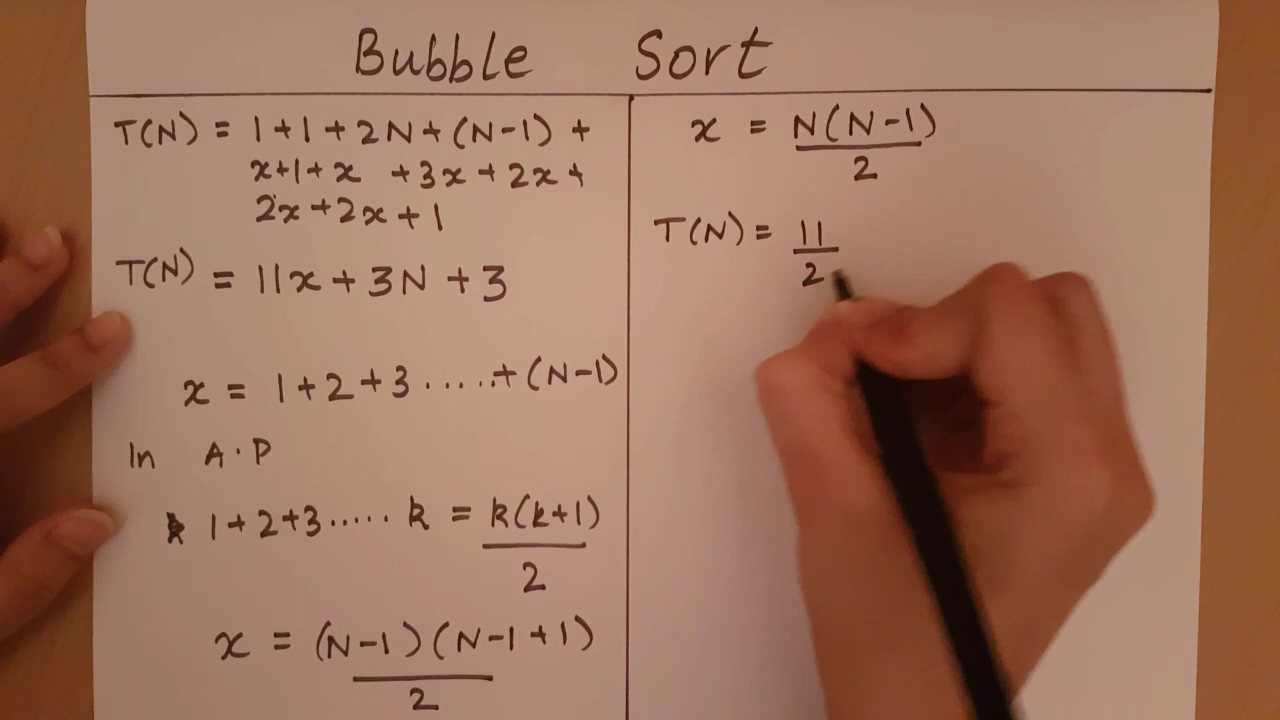 Bubble Sort
T(N) = 1+1+2N+(N-1) +
x+1+x +3x+2x+
2x+2x+1
T(N) = 11x+3N+3
x = 1+2+3.....+(N-1)
In A.P
1+2+3..... k = k(k+1)
2
x = (N-1)(N-1+1)
2
x = N(N-1)
2
T(N) = 11
2